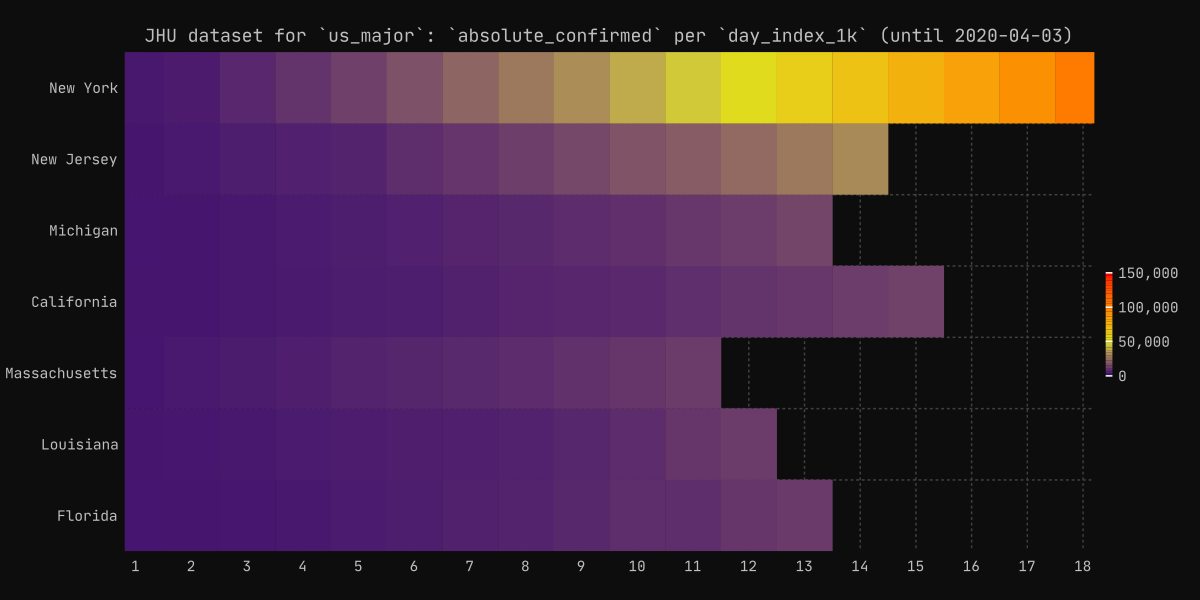 JHU dataset for `us_major`: `absolute_confirmed` per `day_index_1k` (until 2020-04-03)
New York
New Jersey
Michigan
California
Massachusetts
Louisiana
Florida
150,000
100,000
50,000
0
1 2 3 4 5 6 7 8 9 10 11 12 13 14 15 16 17 18